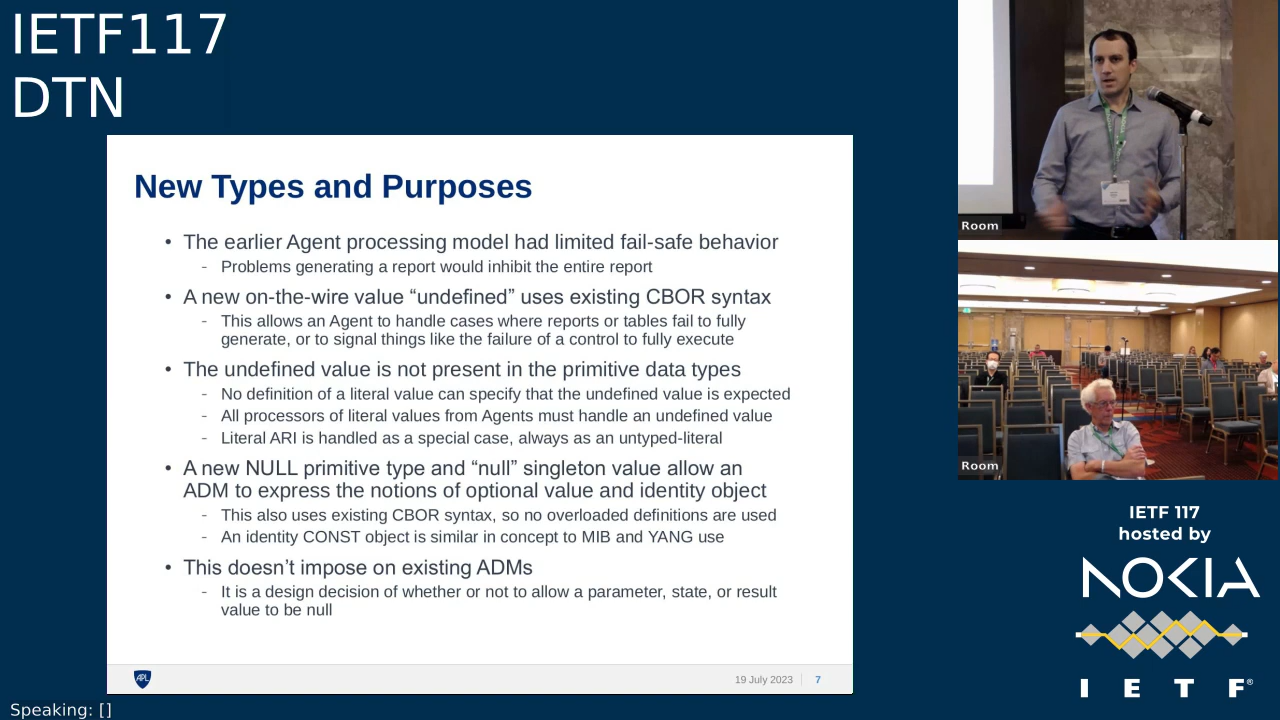 IETF117
DTN
New Types and Purposes
• The earlier Agent processing model had limited fail-safe behavior
- Problems generating a report would inhibit the entire report
• A new on-the-wire value “undefined” uses existing CBOR syntax
- This allows an Agent to handle cases where reports or tables fail to fully
generate, or to signal things like the failure of a control to fully execute
• The undefined value is not present in the primitive data types
- No definition of a literal value can specify that the undefined value is expected
- All processors of literal values from Agents must handle an undefined value
- Literal ARI is handled as a special case, always as an untyped-literal
• A new NULL primitive type and “null” singleton value allow an
ADM to express the notions of optional value and identity object
- This also uses existing CBOR syntax, so no overloaded definitions are used
- An identity CONST object is similar in concept to MIB and YANG use
• This doesn’t impose on existing ADMs
- It is a design decision of whether or not to allow a parameter, state, or result
value to be null
APL
19 July 2023 7
Room
Room
IETF 117
hosted by
NOKIA
I E T F®
Speaking: []